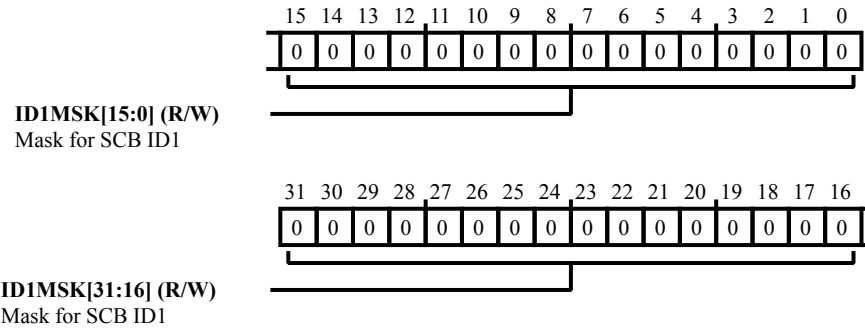 15 14 13 12 11 10 9 8 7 6 5 4 3 2 1 0
0 0 0 0 0 0 0 0 0 0 0 0 0 0 0 0
ID1MSK[15:0] (R/W)
Mask for SCB ID1
31 30 29 28 27 26 25 24 23 22 21 20 19 18 17 16
0 0 0 0 0 0 0 0 0 0 0 0 0 0 0 0
ID1MSK[31:16] (R/W)
Mask for SCB ID1